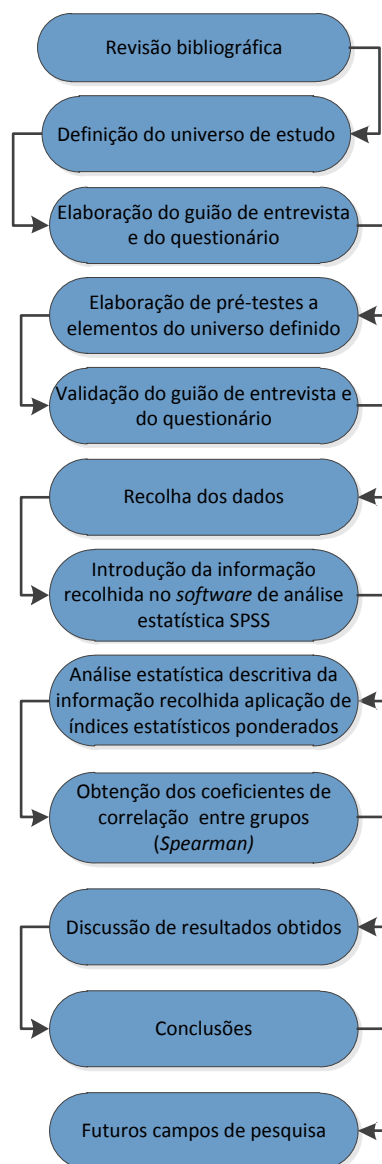 Revisão bibliográfica
Definição do universo de estudo
Elaboração do guião de entrevista
e do questionário
Elaboração de pré-testes a
elementos do universo definido
Validação do guião de entrevista e
do questionário
Recolha dos dados
Introdução da informação
recolhida no software de análise
estatística SPSS
Análise estatística descritiva da
informação recolhida aplicação de
índices estatísticos ponderados
Obtenção dos coeficientes de
correlação entre grupos
(Spearman)
Discussão de resultados obtidos
Conclusões
Futuros campos de pesquisa